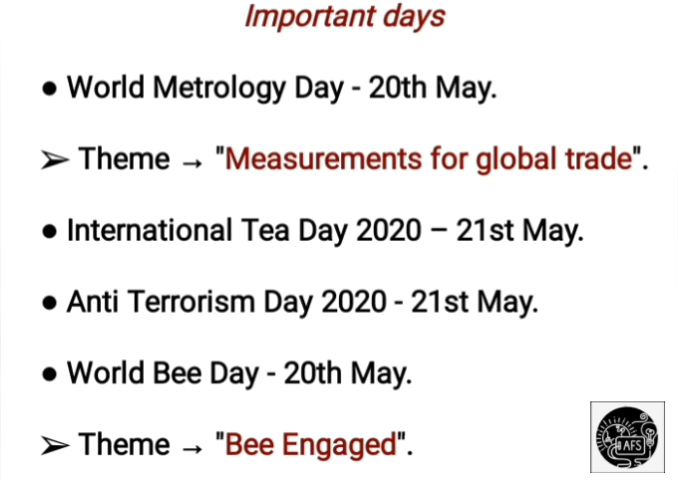 Important days
● World Metrology Day - 20th May.
➢ Theme → "Measurements for global trade".
● International Tea Day 2020 – 21st May.
● Anti Terrorism Day 2020 - 21st May.
● World Bee Day - 20th May.
➢ Theme → "Bee Engaged".
AFS